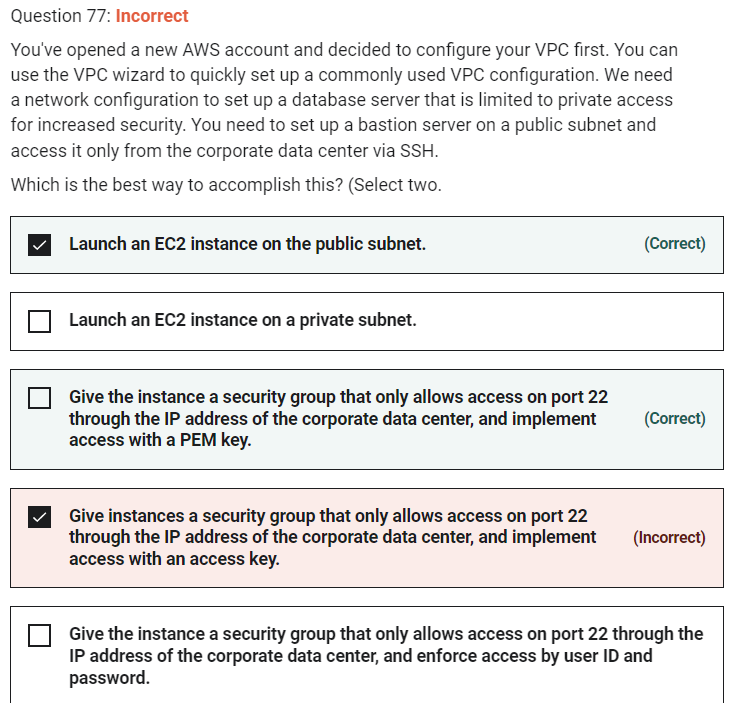 Question 77: Incorrect
You've opened a new AWS account and decided to configure your VPC first. You can
use the VPC wizard to quickly set up a commonly used VPC configuration. We need
a network configuration to set up a database server that is limited to private access
for increased security. You need to set up a bastion server on a public subnet and
access it only from the corporate data center via SSH.
Which is the best way to accomplish this? (Select two.
Launch an EC2 instance on the public subnet. (Correct)
Launch an EC2 instance on a private subnet.
Give the instance a security group that only allows access on port 22
through the IP address of the corporate data center, and implement (Correct)
access with a PEM key.
Give instances a security group that only allows access on port 22
through the IP address of the corporate data center, and implement (Incorrect)
access with an access key.
Give the instance a security group that only allows access on port 22 through the
IP address of the corporate data center, and enforce access by user ID and
password.